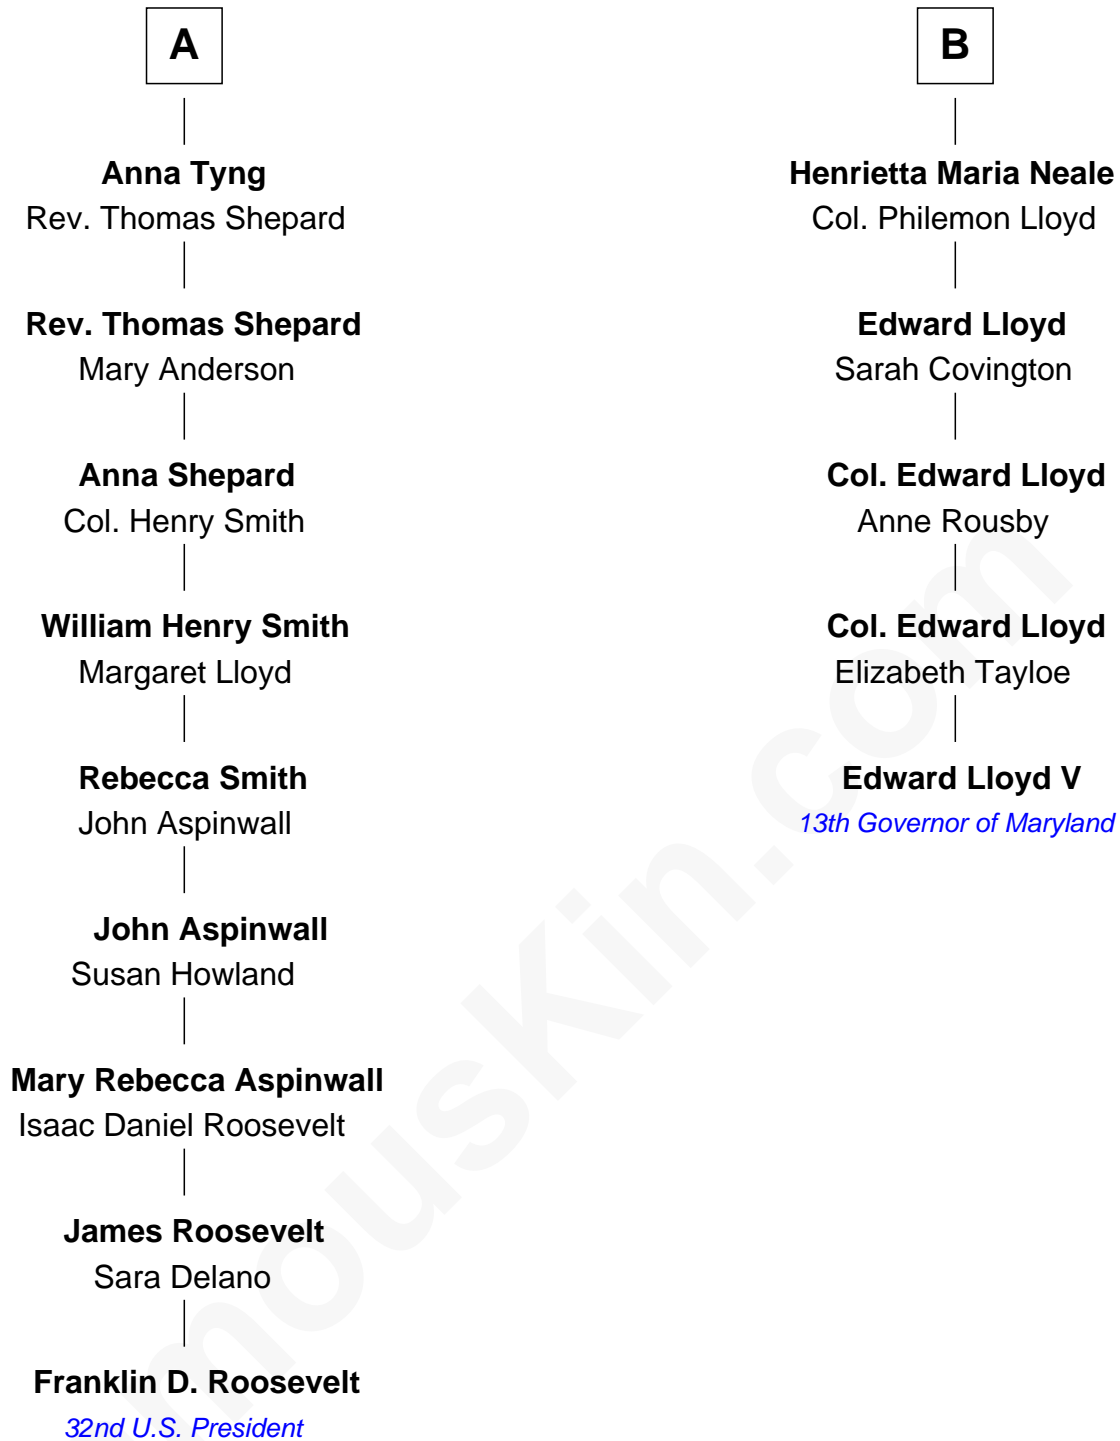 A
Anna Tyng
Rev. Thomas Shepard
Rev. Thomas Shepard
Mary Anderson
Anna Shepard
Col. Henry Smith
William Henry Smith
Margaret Lloyd
Rebecca Smith
John Aspinwall
John Aspinwall
Susan Howland
Mary Rebecca Aspinwall
Isaac Daniel Roosevelt
James Roosevelt
Sara Delano
Franklin D. Roosevelt
32nd U.S. President
B
Henrietta Maria Neale
Col. Philemon Lloyd
Edward Lloyd
Sarah Covington
Col. Edward Lloyd
Anne Rousby
Col. Edward Lloyd
Elizabeth Tayloe
Edward Lloyd V
13th Governor of Maryland
mousKin.com